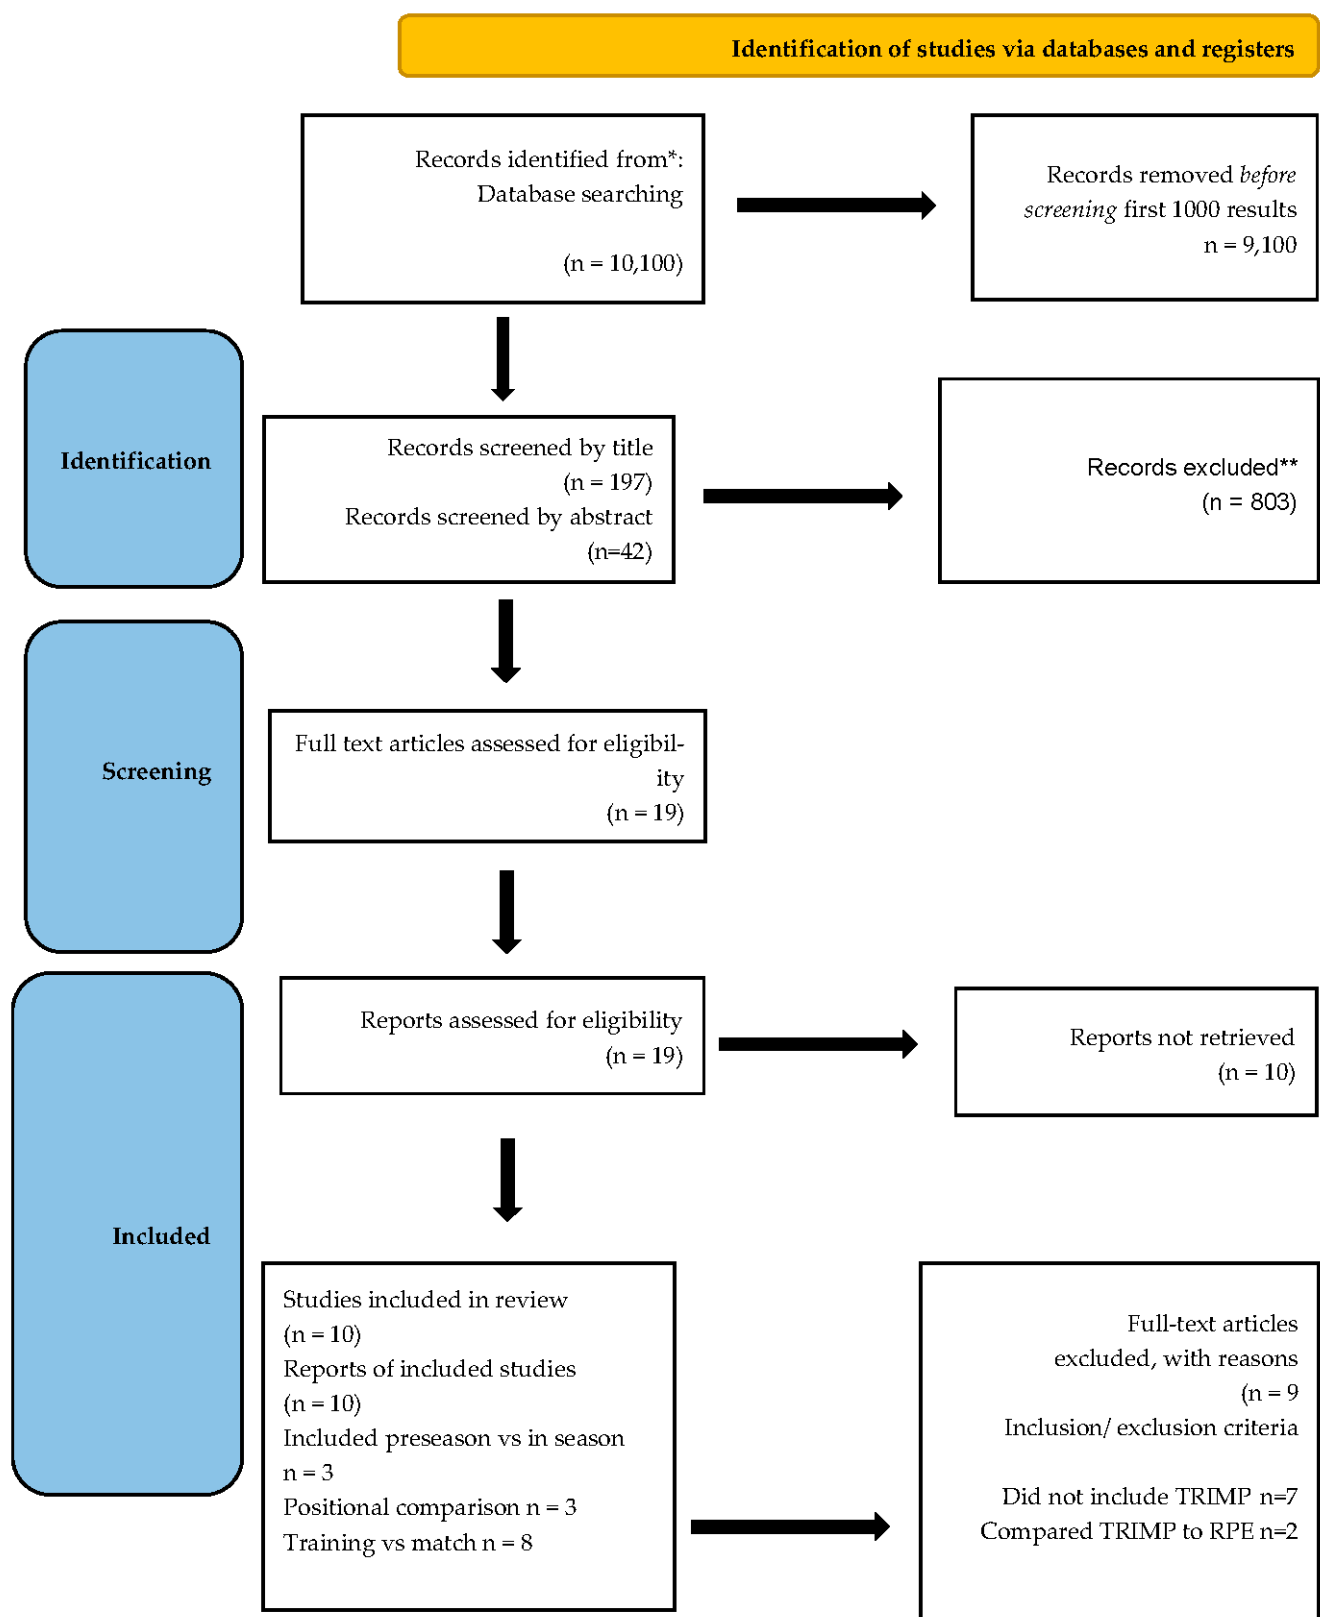 Identification of studies via databases and registers
Records identified from*:
Database searching
(n = 10,100)
Records removed before
screening first 1000 results
n = 9,100
Identification
Records screened by title
(n = 197)
Records screened by abstract
(n=42)
Records excluded**
(n = 803)
Screening
Full text articles assessed for eligibil-
ity
(n = 19)
Included
Reports assessed for eligibility
(n = 19)
Reports not retrieved
(n = 10)
Studies included in review
(n = 10)
Reports of included studies
(n = 10)
Included preseason vs in season
n = 3
Positional comparison n = 3
Training vs match n = 8
Full-text articles
excluded, with reasons
(n = 9
Inclusion/ exclusion criteria
Did not include TRIMP n=7
Compared TRIMP to RPE n=2